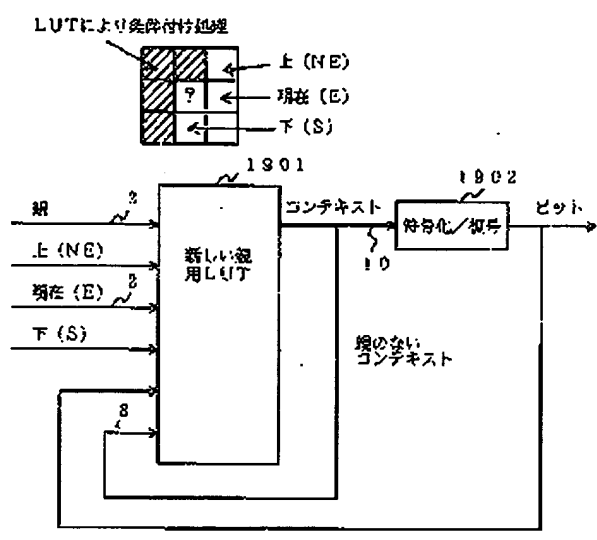 LUTにより条件付け処理
上(NE)
?
現在(E)
下(S)
1901
1902
親
2
コンテキスト
ビット
上(NE)
新しい親
用LUT
符号化/復号
現在(E)
2
10
下(S)
親のない
コンテキスト
8